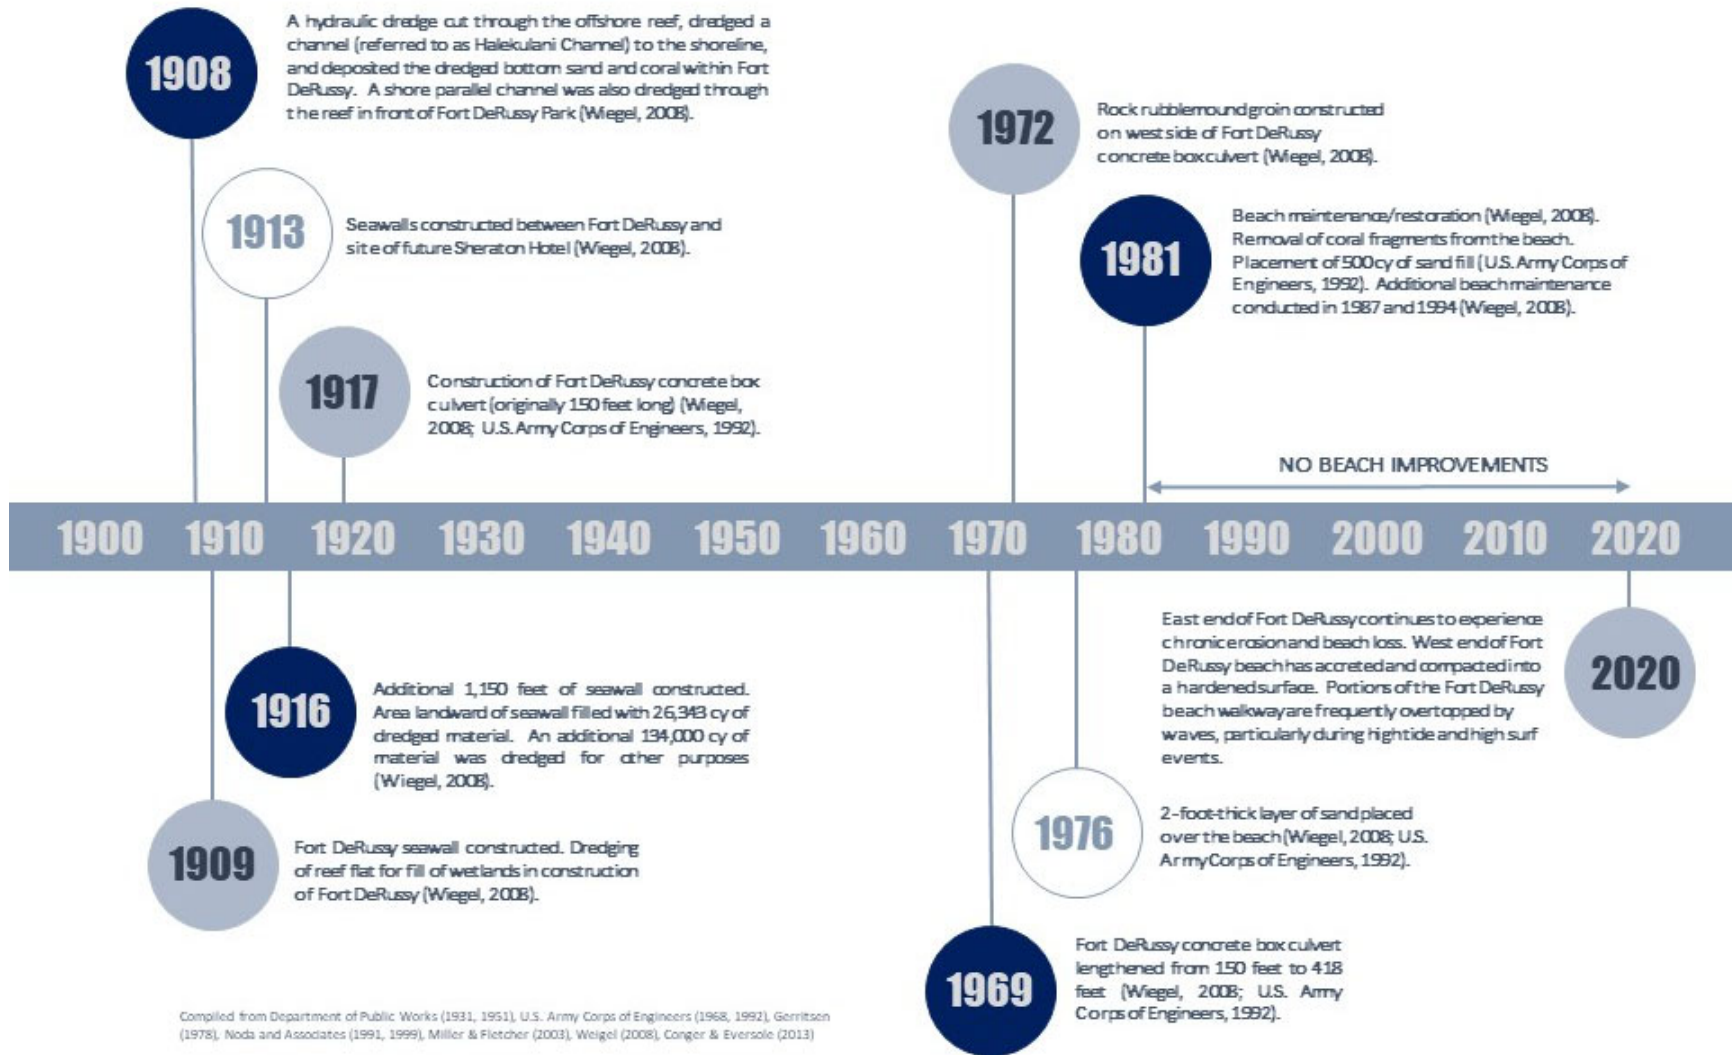 1908
A hydraulic dredge cut through the offshore reef, dredged a
channel (referred to as Halekulani Channel) to the shoreline,
and deposited the dredged bottom sand and coral within Fort
DeRussy. A shore parallel channel was also dredged through
the reef in front of Fort DeRussy Park (Wiegel, 2008).
1913
Seawalls constructed between Fort DeRussy and
site of future Sheraton Hotel (Wiegel, 2008).
1917
Construction of Fort DeRussy concrete box
culvert (originally 150 feet long) (Wiegel,
2008; U.S. Army Corps of Engineers, 1992).
1972
Rock rubblemound groin constructed
on west side of Fort DeRussy
concrete box culvert (Wiegel, 2008).
1981
Beach maintenance/restoration (Wiegel, 2008).
Removal of coral fragments from the beach.
Placement of 500 cy of sand fill (U.S. Army Corps of
Engineers, 1992). Additional beach maintenance
conducted in 1987 and 1994 (Wiegel, 2008).
NO BEACH IMPROVEMENTS
1900 1910 1920 1930 1940 1950 1960 1970 1980 1990 2000 2010 2020
1916
Additional 1,150 feet of seawall constructed.
Area landward of seawall filled with 26,343 cy of
dredged material. An additional 134,000 cy of
material was dredged for other purposes
(Wiegel, 2008).
1909
Fort DeRussy seawall constructed. Dredging
of reef flat for fill of wetlands in construction
of Fort DeRussy (Wiegel, 2008).
East end of Fort DeRussy continues to experience
chronic erosion and beach loss. West end of Fort
DeRussy beach has accreted and compacted into
a hardened surface. Portions of the Fort DeRussy
beach walkway are frequently overtopped by
waves, particularly during high tide and high surf
events.
2020
1976
2-foot-thick layer of sand placed
over the beach (Wiegel, 2008; U.S.
Army Corps of Engineers, 1992).
1969
Fort DeRussy concrete box culvert
lengthened from 150 feet to 418
feet (Wiegel, 2008; U.S. Army
Corps of Engineers, 1992).
Compiled from Department of Public Works (1931, 1951), U.S. Army Corps of Engineers (1968, 1992), Gerritsen
(1978), Noda and Associates (1991, 1999), Miller & Fletcher (2003), Weigel (2008), Conger & Eversole (2013)